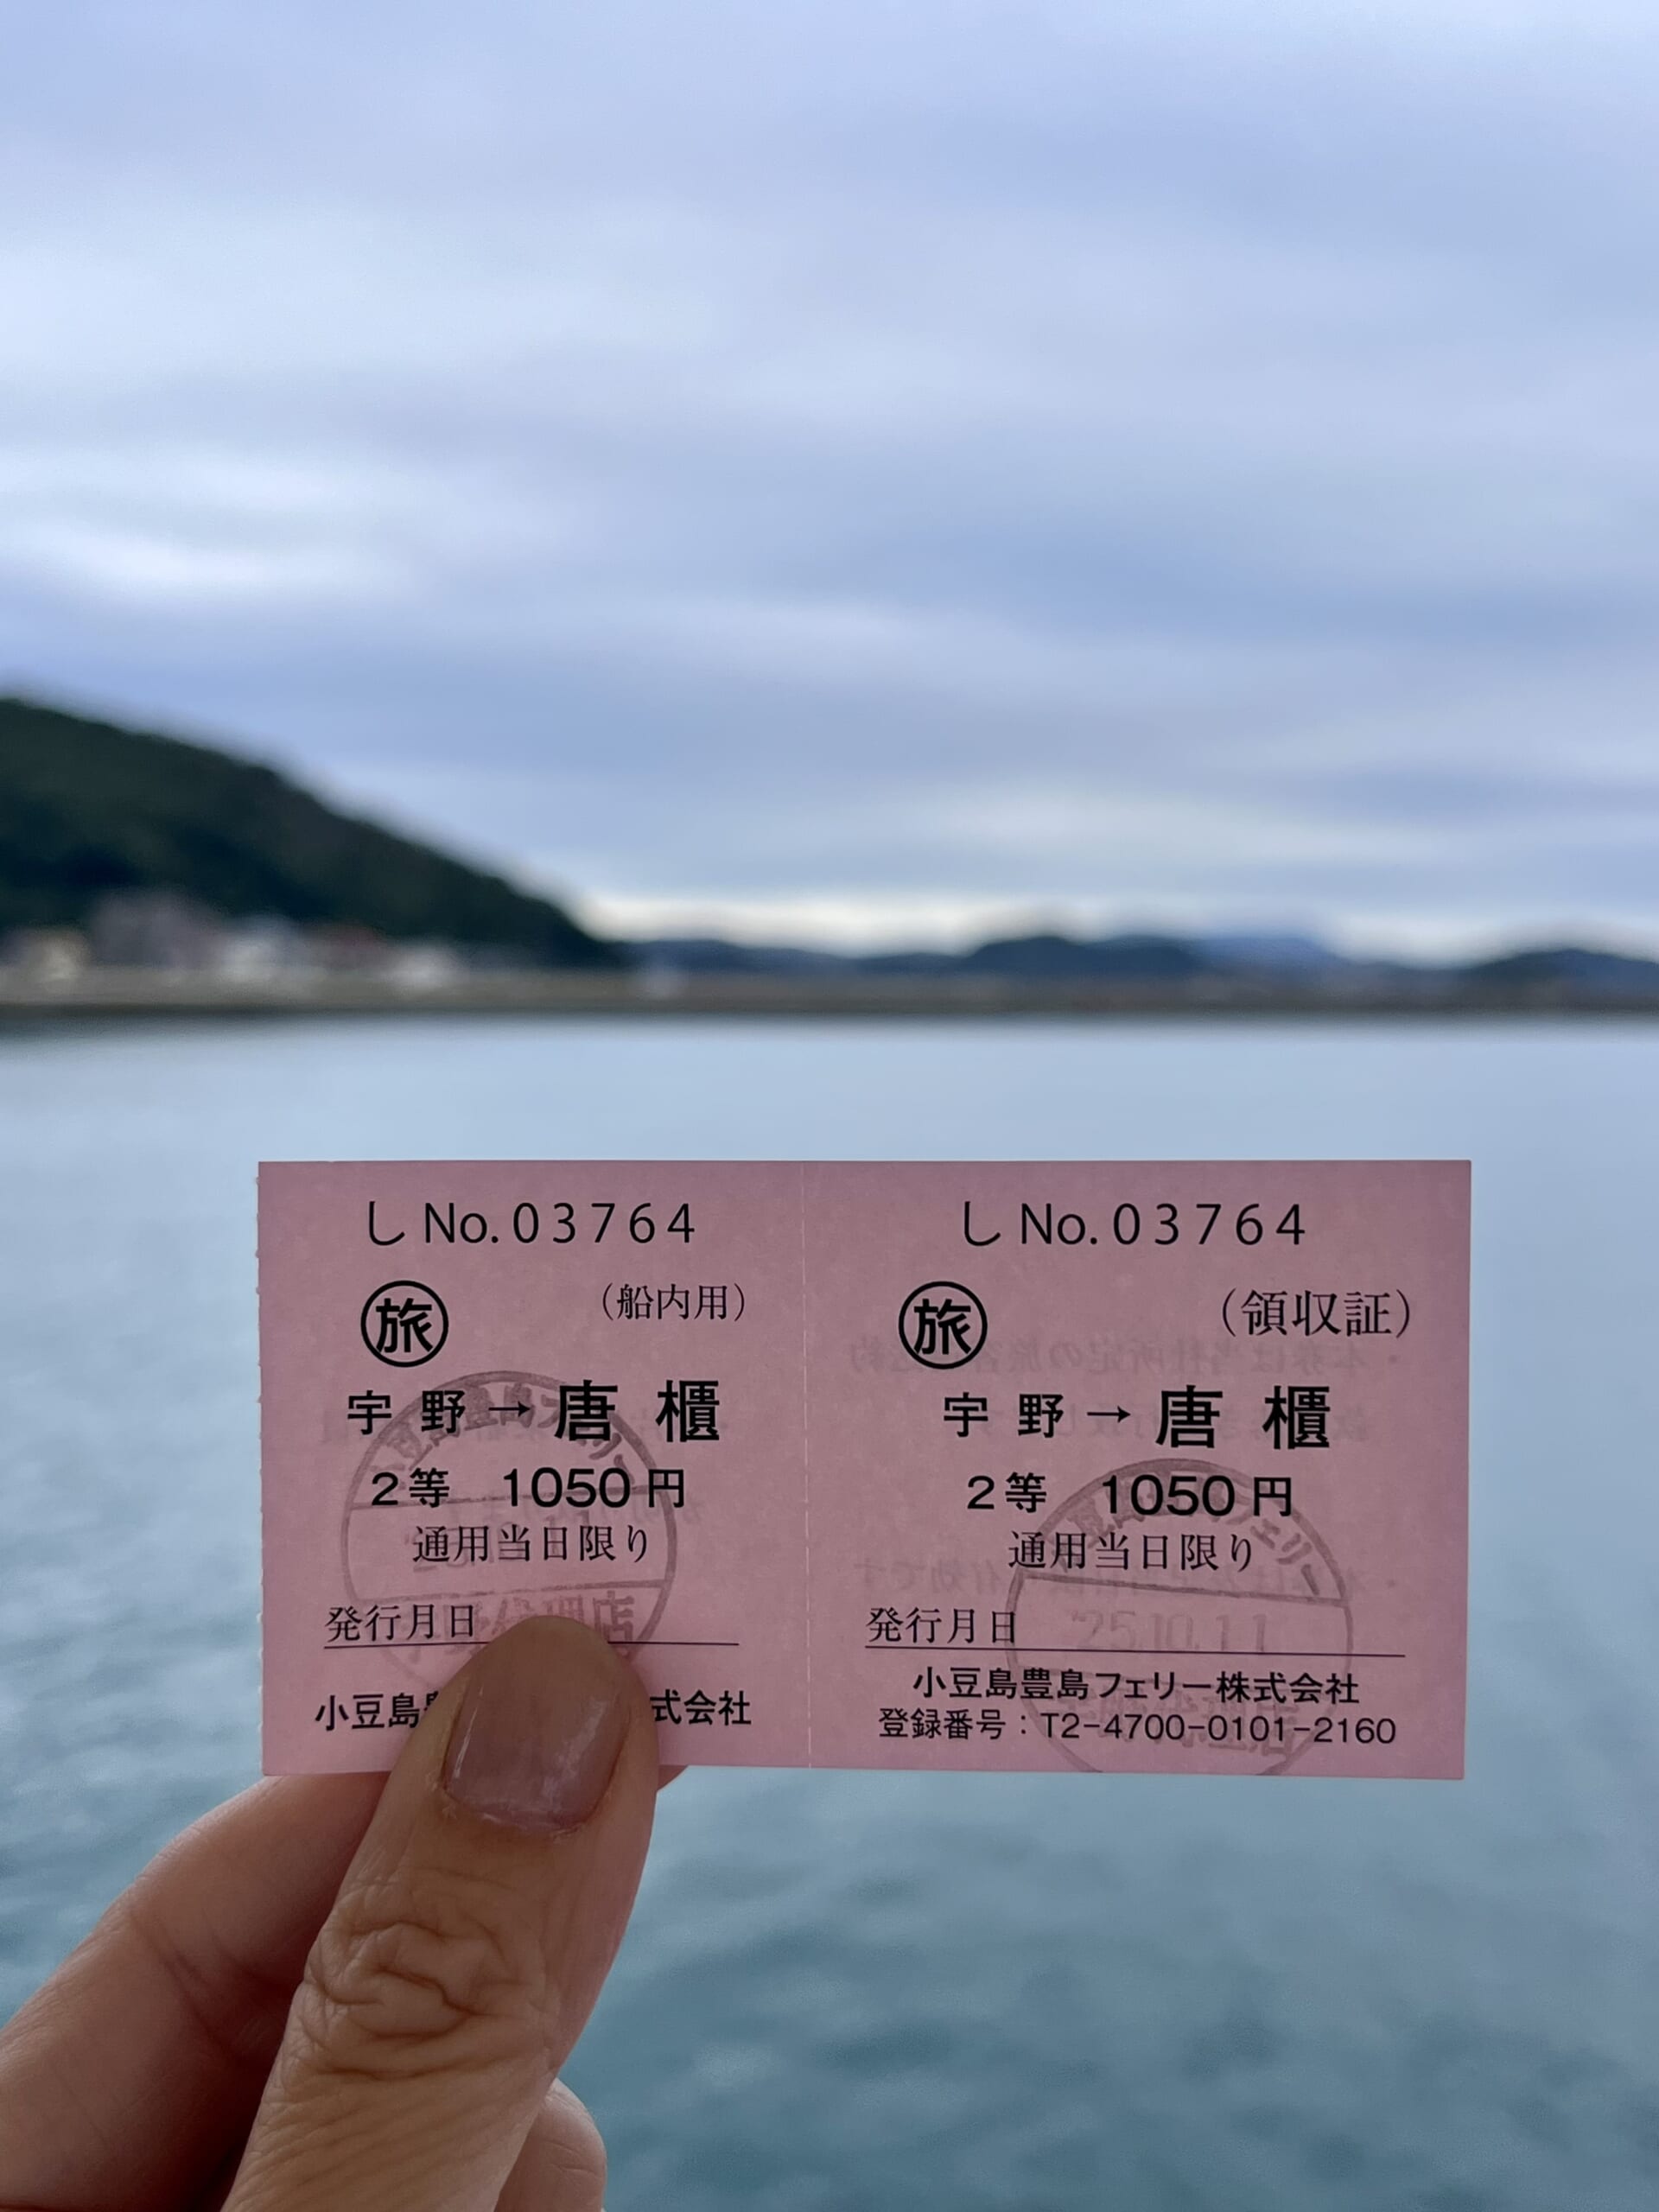 し No. 03764
旅
(船内用)
宇野→唐櫃
2等 1050円
通用当日限り
発行月日
小豆島
式会社
し No. 03764
旅
(領収証)
宇野→唐櫃
2等 1050円
通用当日限り
発行月日
'25.10.11
小豆島豊島フェリー株式会社
登録番号：T2-4700-0101-2160